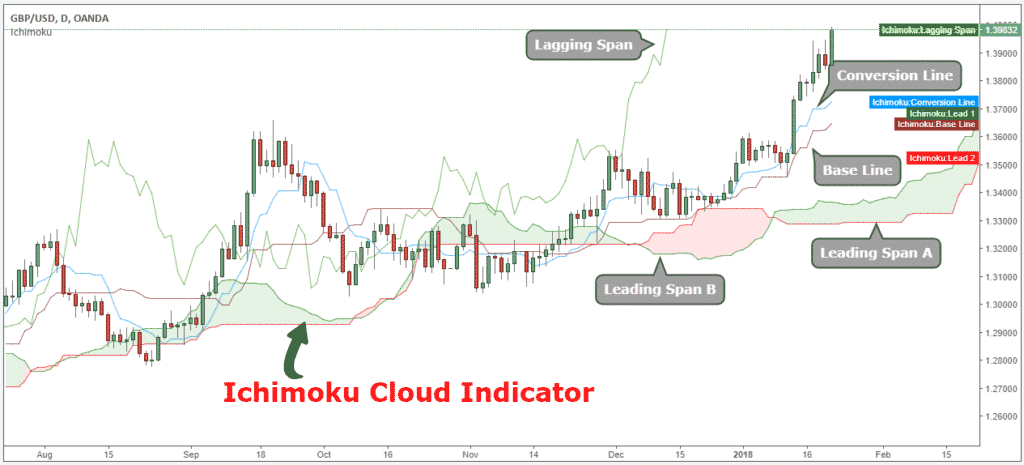 GBP/USD, D, OANDA
Ichimoku
Lagging Span
Ichimoku:Lagging Span
1.39832
1.39000
Conversion Line
1.38000
Ichimoku:Conversion Line
1.37000
Ichimoku:Lead 1
Ichimoku:Base Line
1.36000
Ichimoku:Lead 2
1.35000
Base Line
1.34000
1.33000
Leading Span A
1.32000
Leading Span B
1.31000
1.30000
1.29000
1.28000
Ichimoku Cloud Indicator
1.27000
1.26000
Aug 15 Sep 18 Oct 16 Nov 14 Dec 15 2018 16 Feb 15